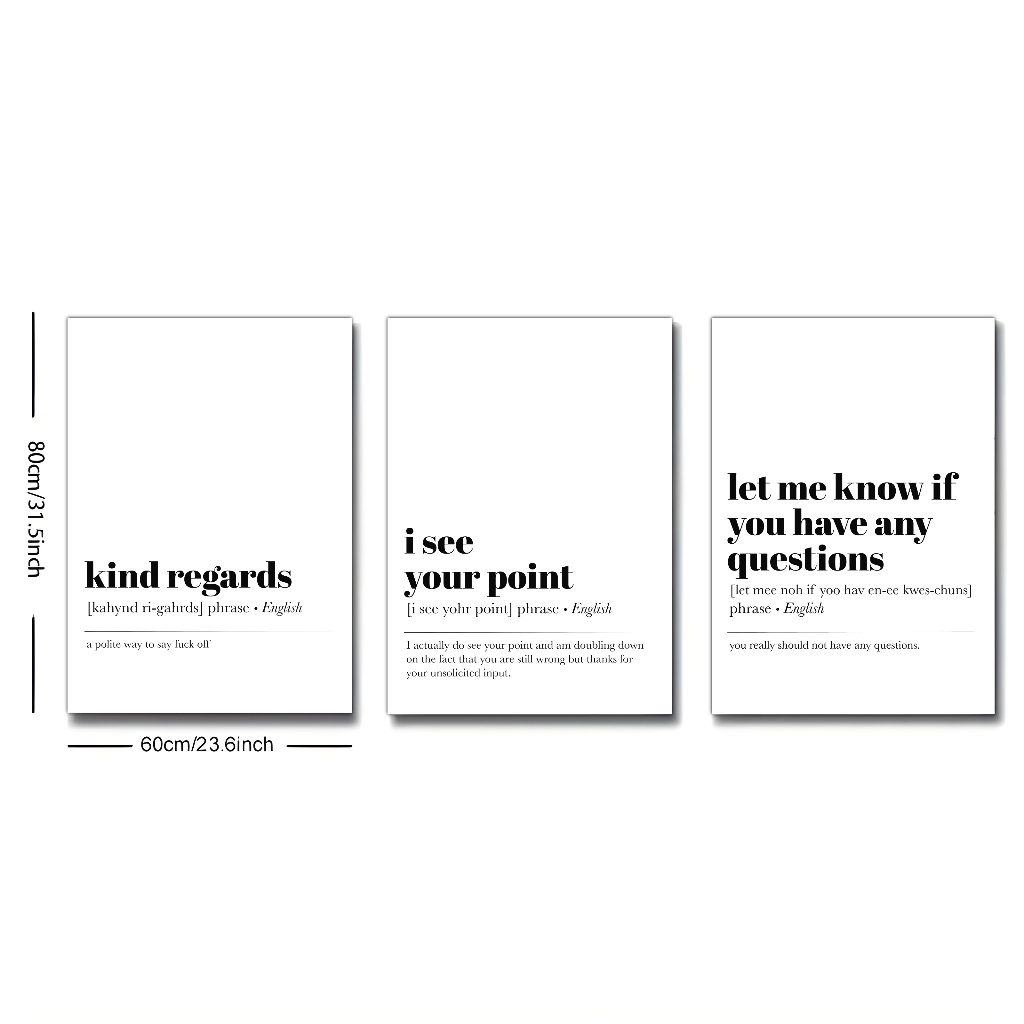 80cm/31.5inch
kind regards
[kahynd ri-gahrds] phrase • English
a polite way to say fuck off
60cm/23.6inch
i see
your point
[i see yohr point] phrase • English
I actually do see your point and am doubling down
on the fact that you are still wrong but thanks for
your unsolicited input.
let me know if
you have any
questions
[let mee noh if yoo hav en-ee kwes-chuns]
phrase • English
you really should not have any questions.